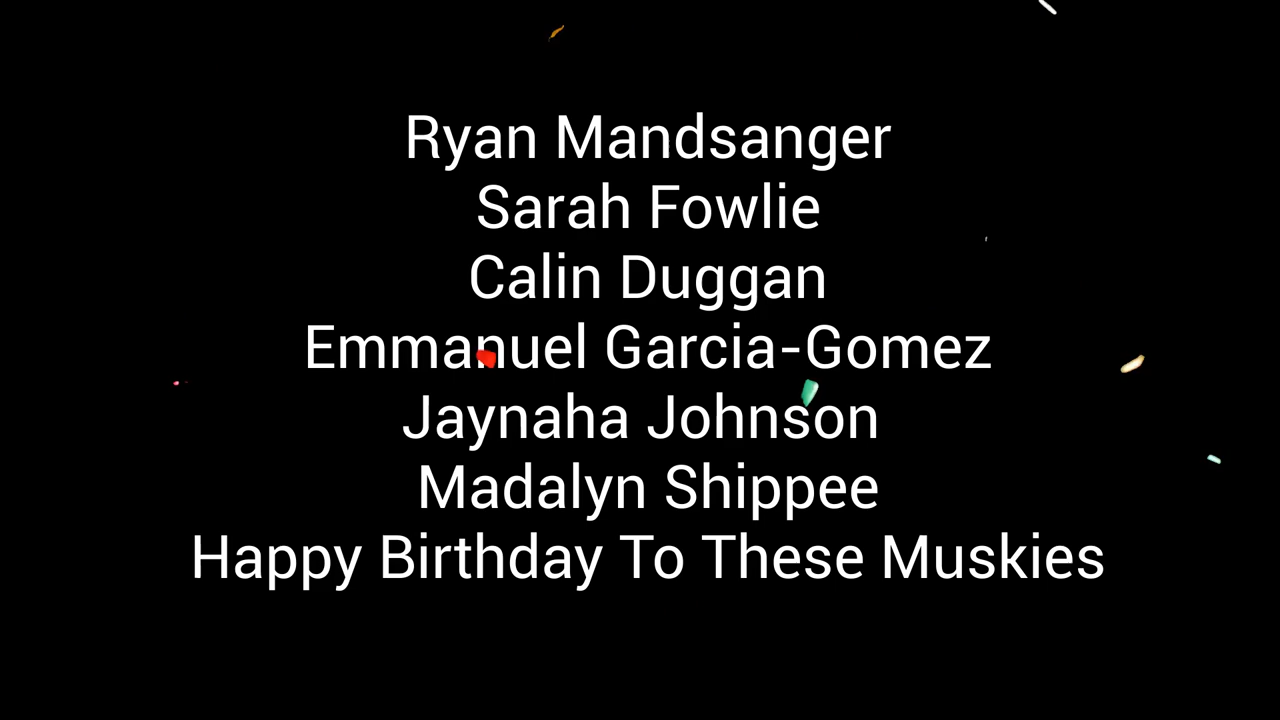 Ryan Mandsanger
Sarah Fowlie
Calin Duggan
Emmanuel Garcia-Gomez
Jaynaha Johnson
Madalyn Shippee
Happy Birthday To These Muskies